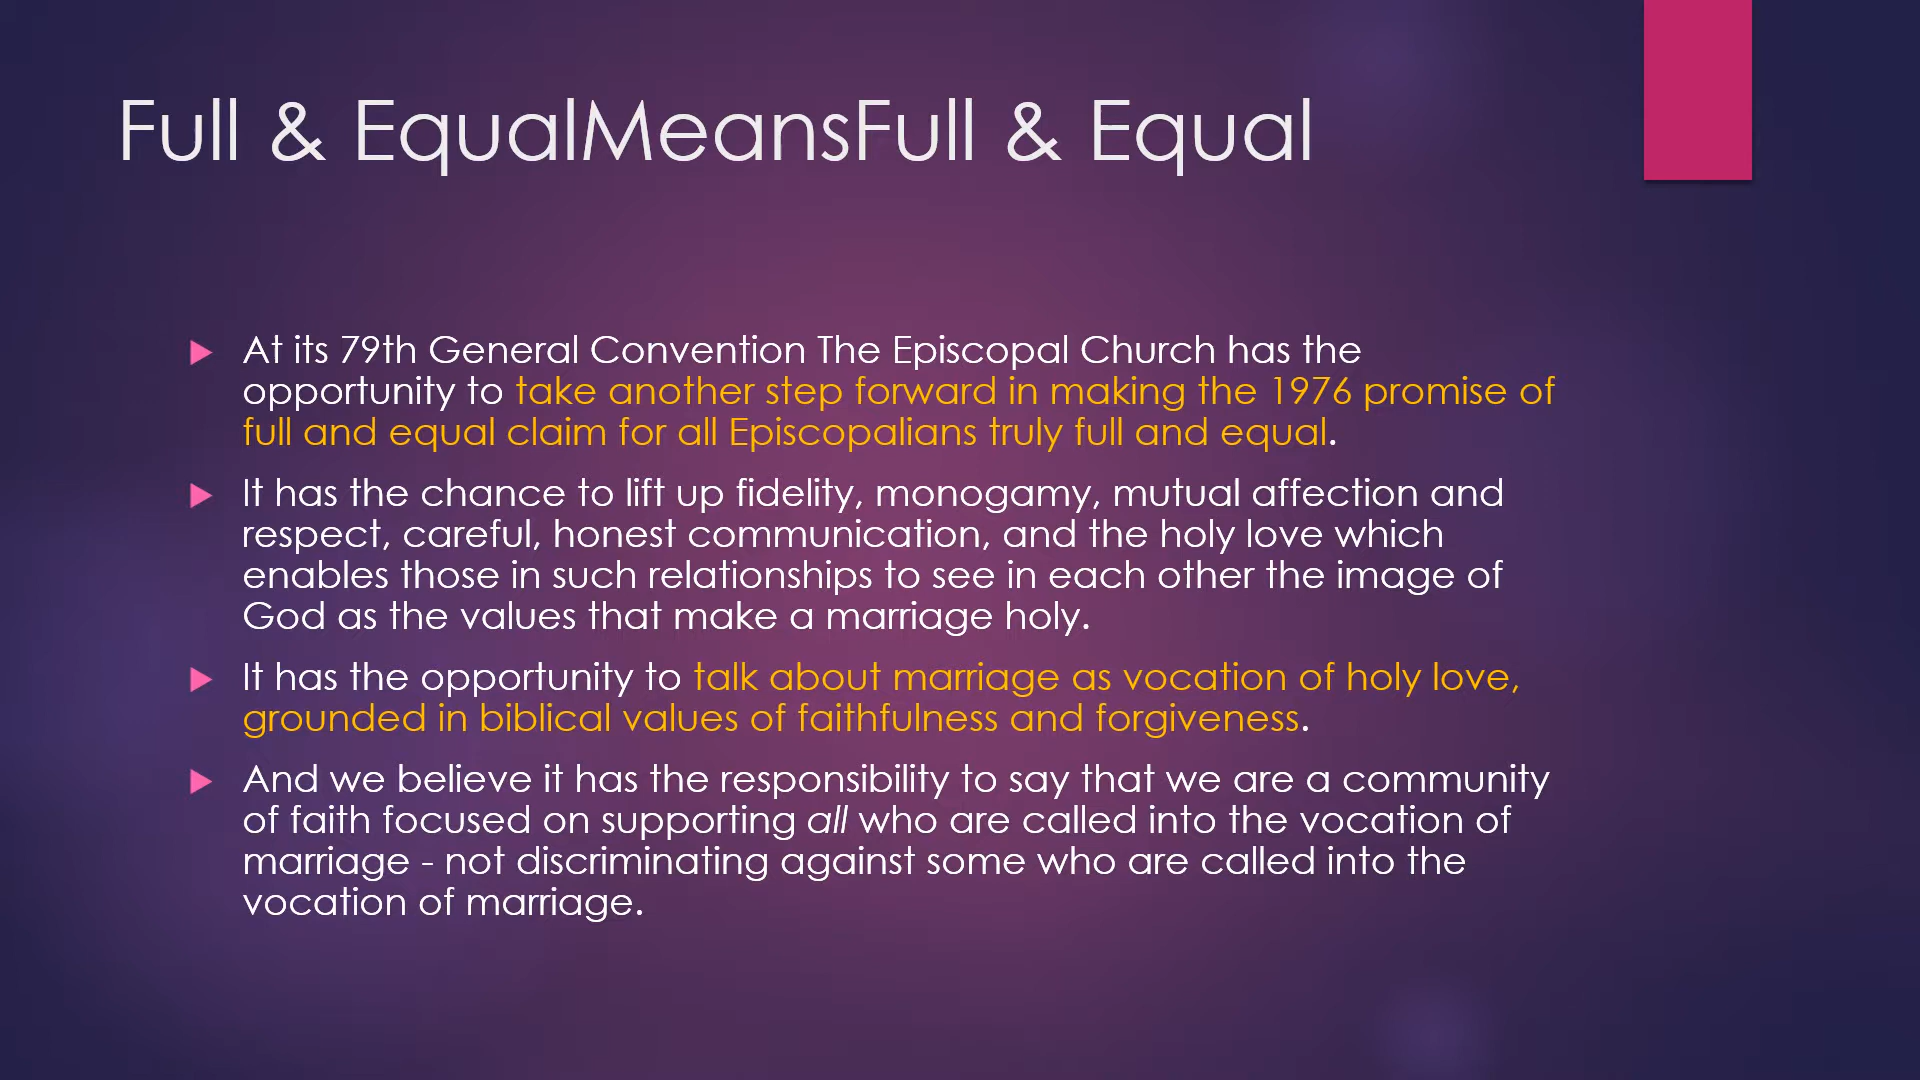 Full & EqualMeansFull & Equal
At its 79th General Convention The Episcopal Church has the
opportunity to take another step forward in making the 1976 promise of
full and equal claim for all Episcopalians truly full and equal.
It has the chance to lift up fidelity, monogamy, mutual affection and
respect, careful, honest communication, and the holy love which
enables those in such relationships to see in each other the image of
God as the values that make a marriage holy.
It has the opportunity to talk about marriage as vocation of holy love,
grounded in biblical values of faithfulness and forgiveness.
And we believe it has the responsibility to say that we are a community
of faith focused on supporting all who are called into the vocation of
marriage - not discriminating against some who are called into the
vocation of marriage.